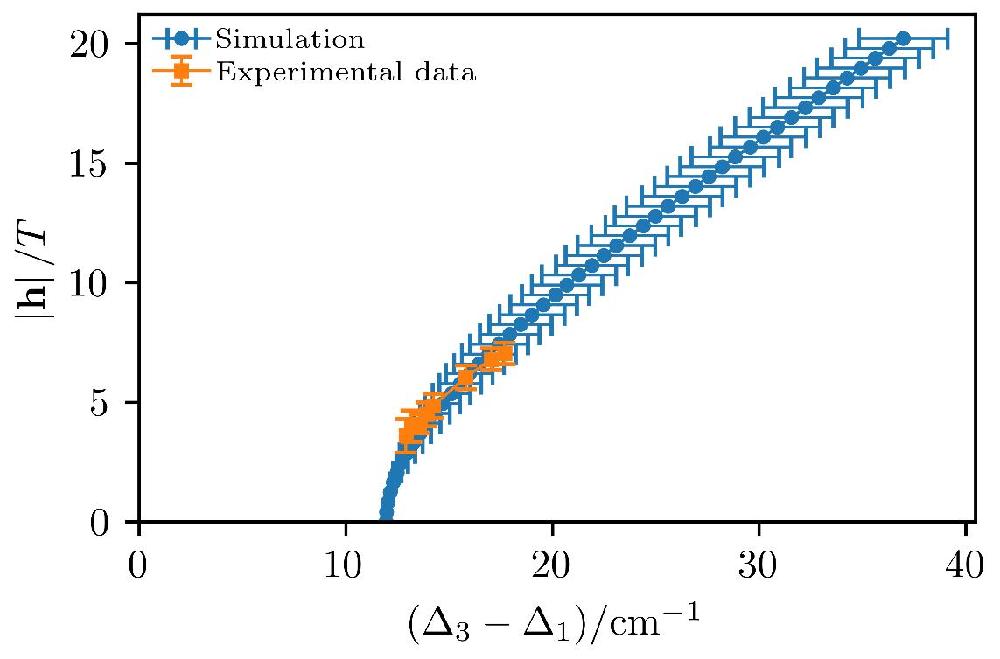 Simulation
Experimental data
20
15
10
5
0
|h| /T
0 10 20 30 40
(Δ₃ − Δ₁)/cm⁻¹